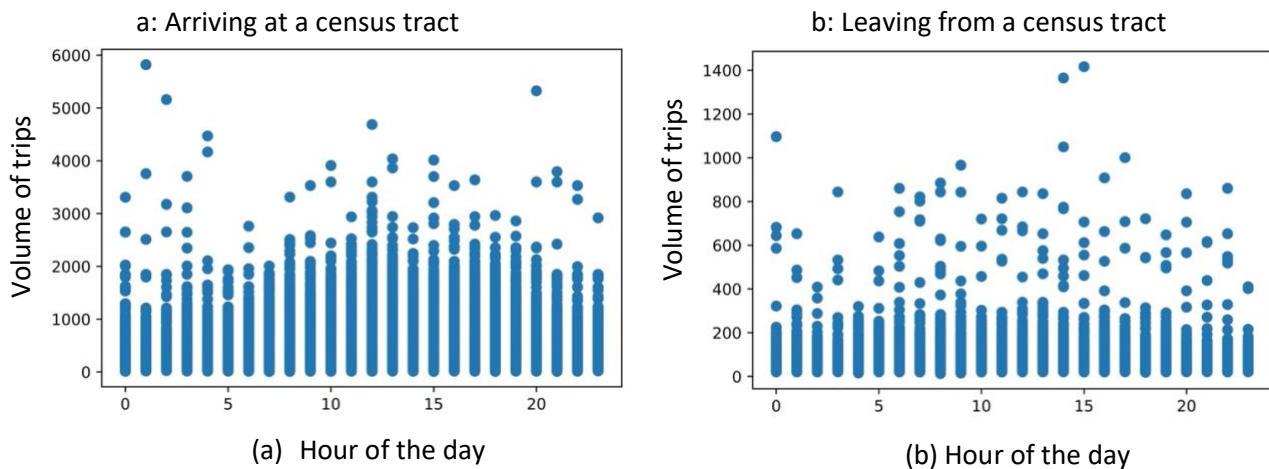 a: Arriving at a census tract
6000
5000
4000
3000
2000
1000
0
Volume of trips
0 5 10 15 20
(a) Hour of the day
b: Leaving from a census tract
1400
1200
1000
800
600
400
200
0
Volume of trips
0 5 10 15 20
(b) Hour of the day